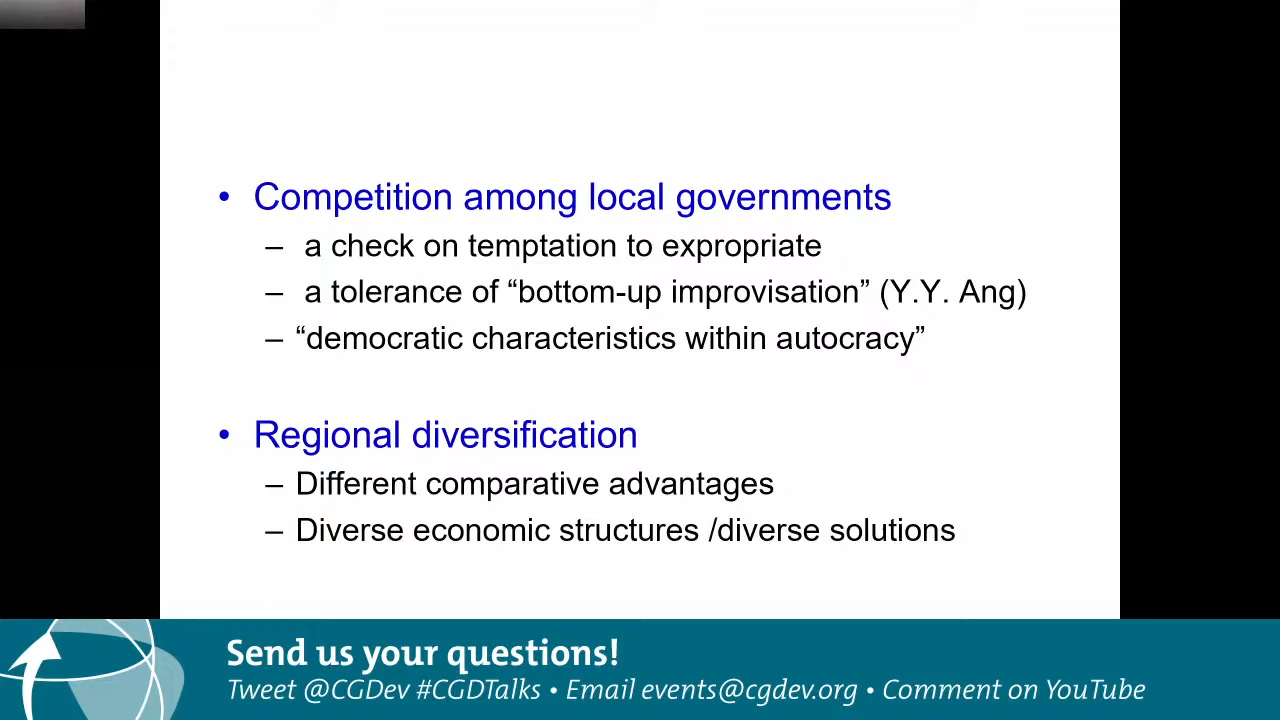 • Competition among local governments
– a check on temptation to expropriate
– a tolerance of “bottom-up improvisation” (Y.Y. Ang)
– “democratic characteristics within autocracy”
• Regional diversification
– Different comparative advantages
– Diverse economic structures /diverse solutions
Send us your questions!
Tweet @CGDev #CGDTalks • Email events@cgdev.org • Comment on YouTube